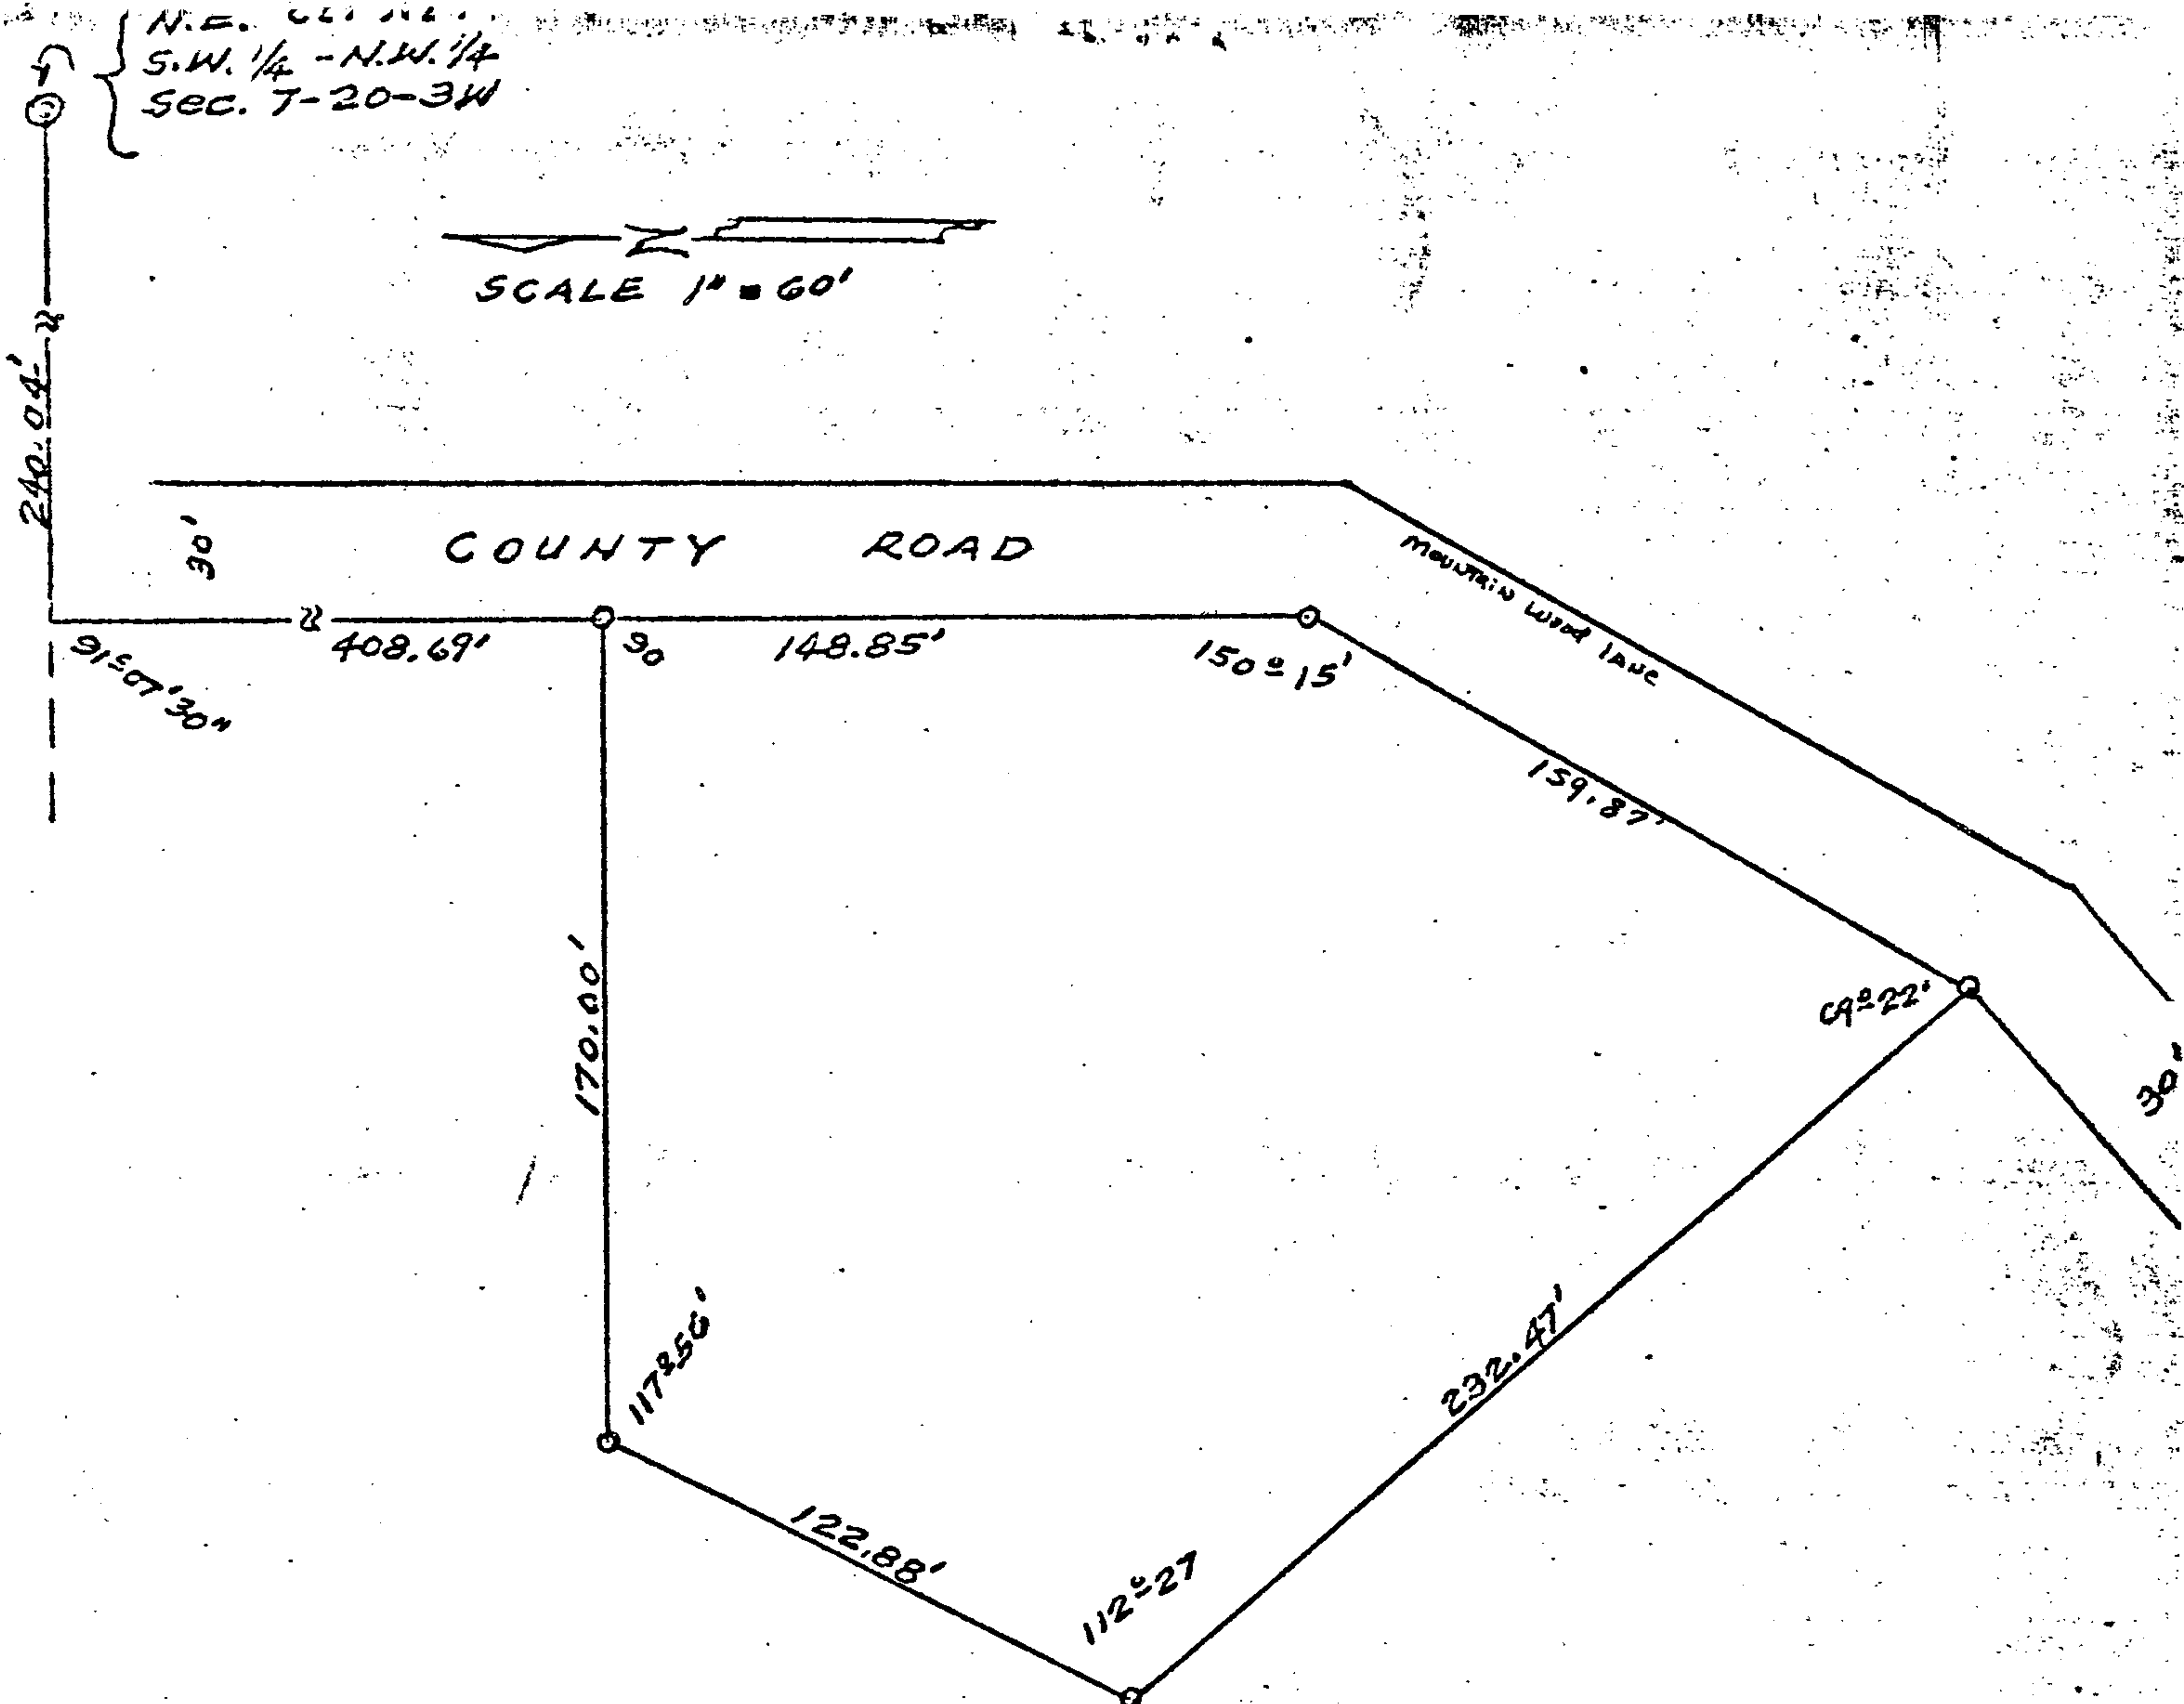 N.E.
S.W. 1/4 - N.W. 1/4
Sec. 7-20-3W
N
SCALE 1" = 60'
240.04'
30'
COUNTY ROAD
Mountain Wood Lane
91°07'30"
408.69'
90
148.85'
150°15'
159.87'
69°22'
30'
170.00'
117°56'
232.47'
122.88'
112°27